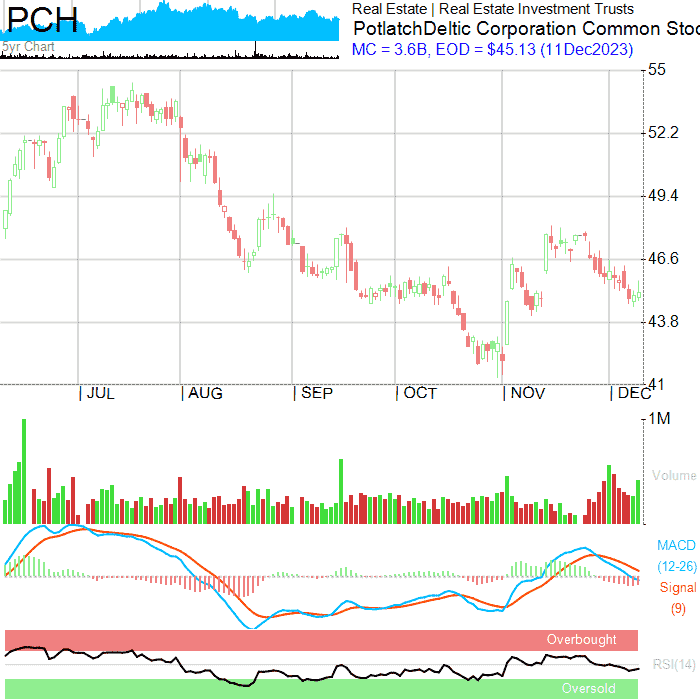 PCH
5yr Chart
Real Estate | Real Estate Investment Trusts
PotlatchDeltic Corporation Common Stoc
MC = 3.6B, EOD = $45.13 (11Dec2023)
55
52.2
49.4
46.6
43.8
41
| JUL | AUG | SEP | OCT | NOV | DEC
1M
Volume
MACD
(12-26)
Signal
(9)
Overbought
RSI(14)
Oversold